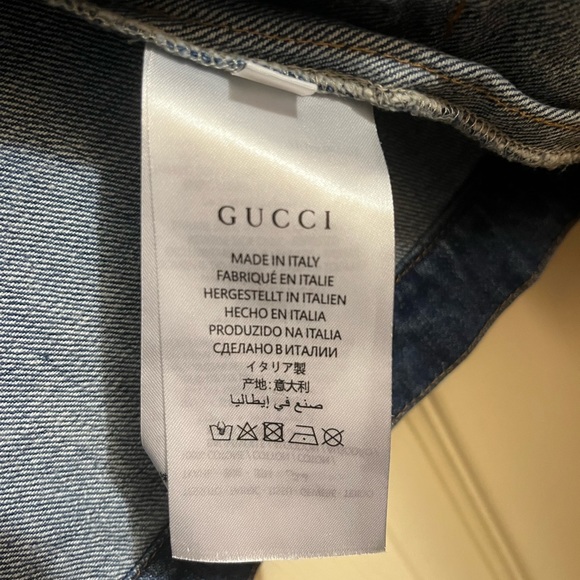 GUCCI
MADE IN ITALY
FABRIQUÉ EN ITALIE
HERGESTELLT IN ITALIEN
HECHO EN ITALIA
PRODUZIDO NA ITALIA
СДЕЛАНО В ИТАЛИИ
イタリア製
产地:意大利
صنع في إيطاليا